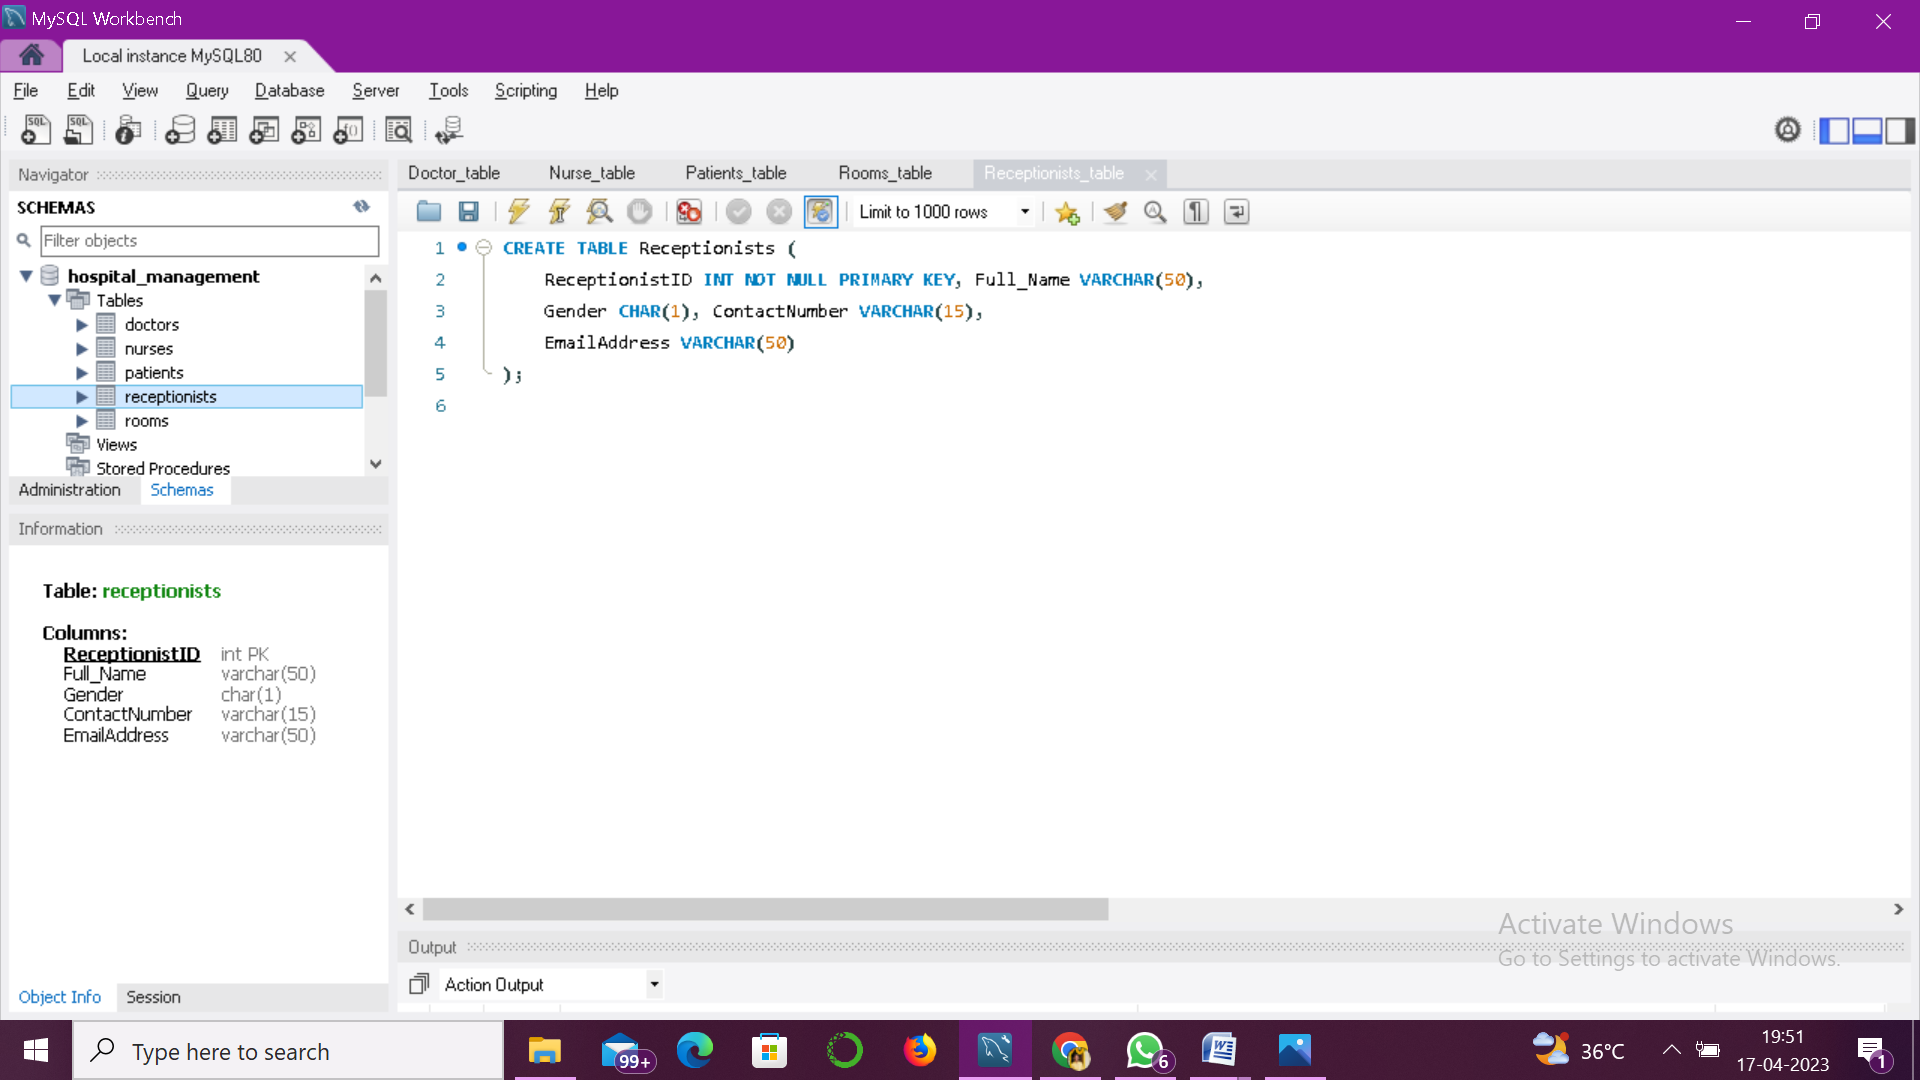 MySQL Workbench
Local instance MySQL80
File Edit View Query Database Server Tools Scripting Help
Navigator
SCHEMAS
Filter objects
hospital_management
Tables
doctors
nurses
patients
receptionists
rooms
Views
Stored Procedures
Administration Schemas
Information
Table: receptionists
Columns:
ReceptionistID int PK
Full_Name varchar(50)
Gender char(1)
ContactNumber varchar(15)
EmailAddress varchar(50)
Object Info Session
Doctor_table Nurse_table Patients_table Rooms_table Receptionists_table
Limit to 1000 rows
1 CREATE TABLE Receptionists (
2 ReceptionistID INT NOT NULL PRIMARY KEY, Full_Name VARCHAR(50),
3 Gender CHAR(1), ContactNumber VARCHAR(15),
4 EmailAddress VARCHAR(50)
5 );
6
Output
Action Output
Activate Windows
Go to Settings to activate Windows.
Type here to search
99+
6
36°C
19:51
17-04-2023
1